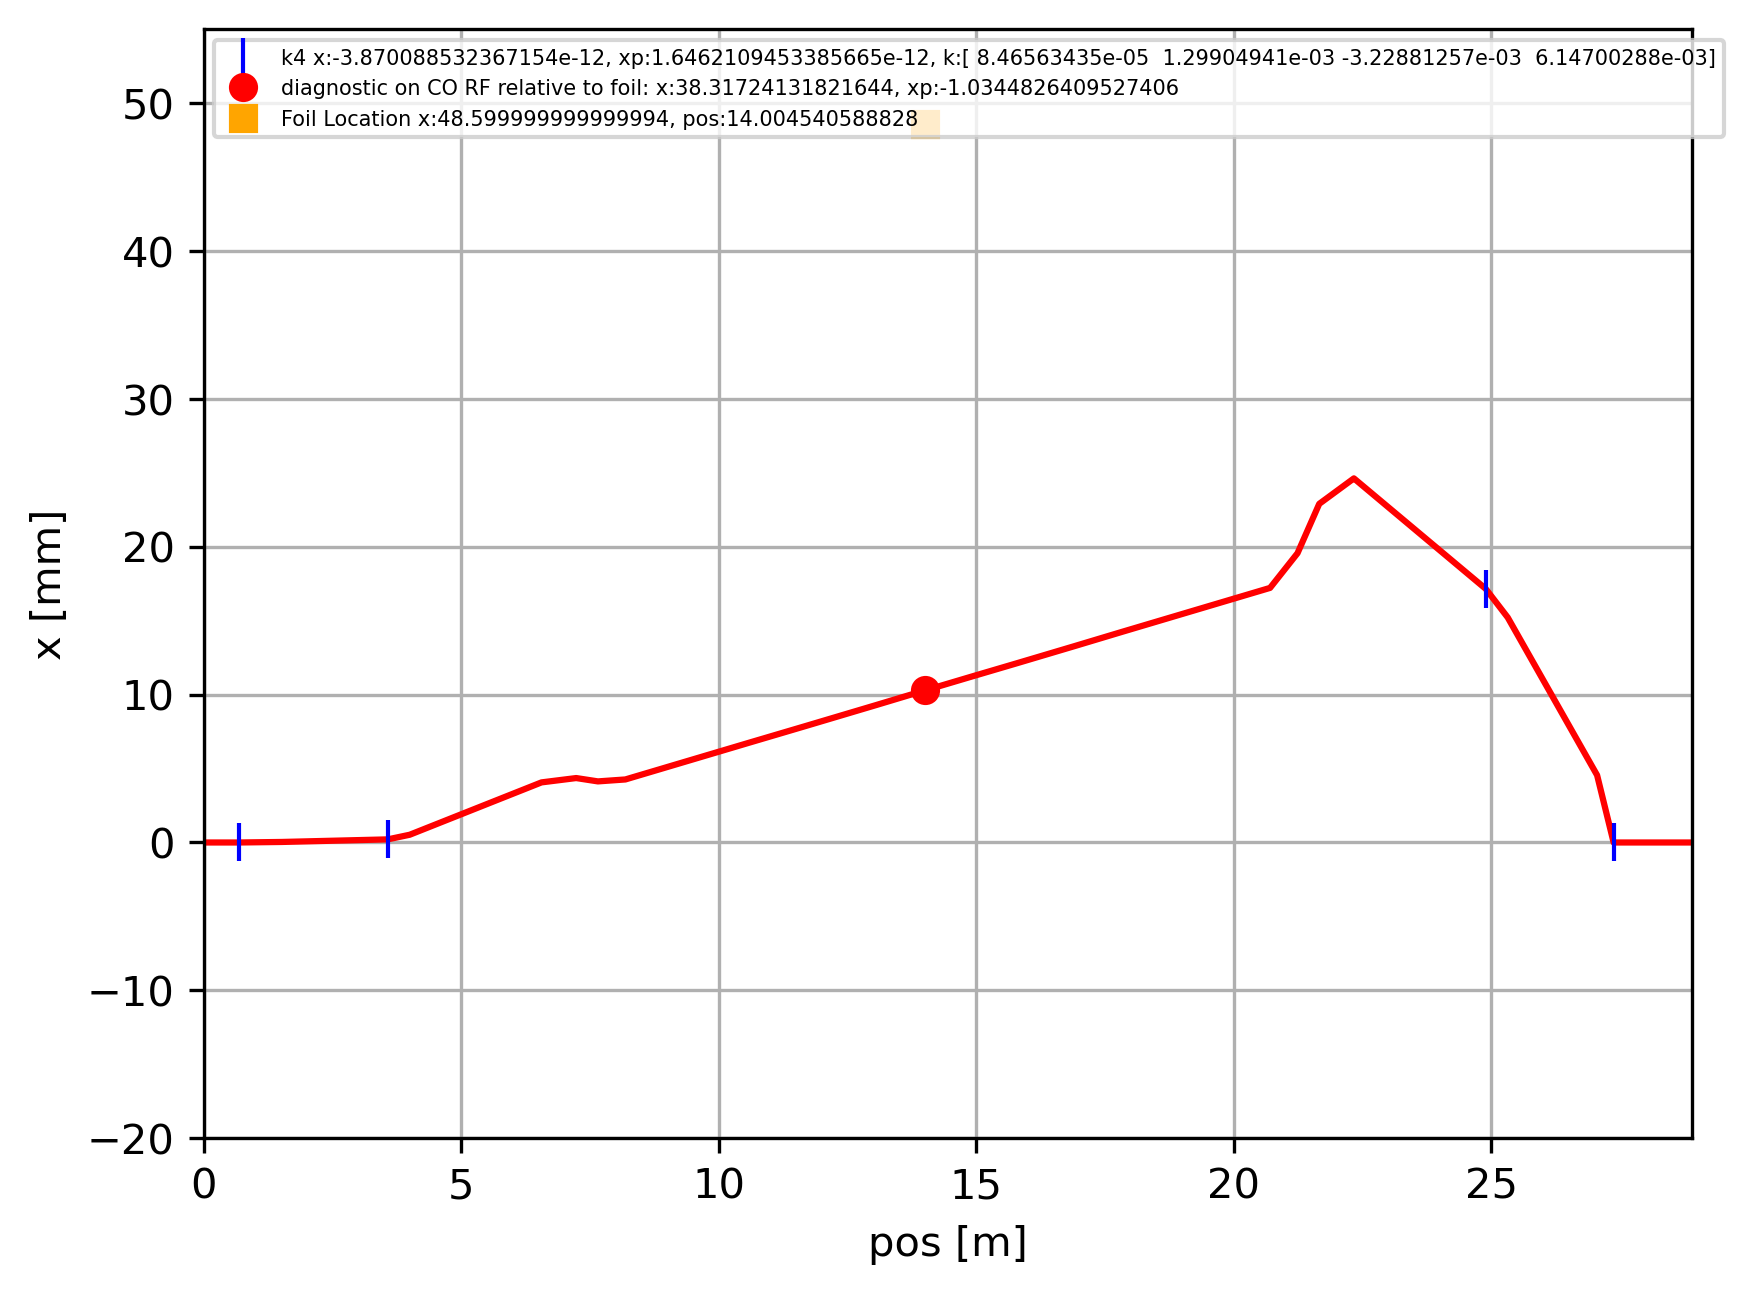 k4 x:-3.870088532367154e-12, xp:1.6462109453385665e-12, k:[ 8.46563435e-05  1.29904941e-03 -3.22881257e-03  6.14700288e-03]
diagnostic on CO RF relative to foil: x:38.31724131821644, xp:-1.0344826409527406
Foil Location x:48.599999999999994, pos:14.004540588828
50
40
30
20
10
0
−10
−20
x [mm]
0 5 10 15 20 25
pos [m]